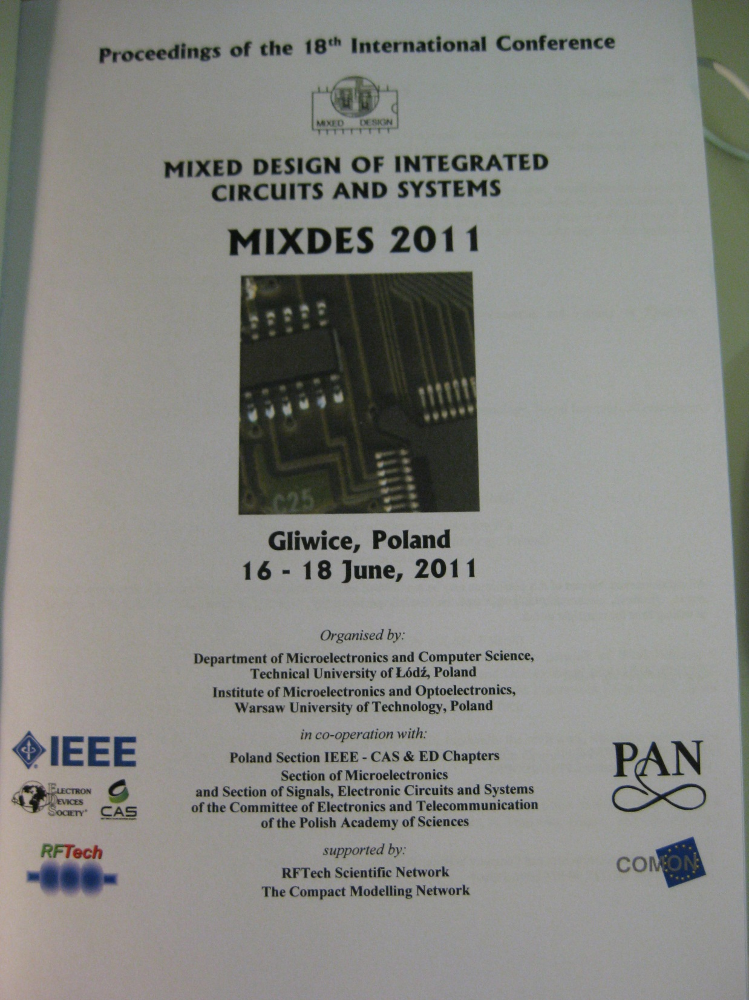 Proceedings of the 18th International Conference
MIXED DESIGN
MIXED DESIGN OF INTEGRATED
CIRCUITS AND SYSTEMS
MIXDES 2011
C25
Gliwice, Poland
16 - 18 June, 2011
Organised by:
Department of Microelectronics and Computer Science,
Technical University of Łódź, Poland
Institute of Microelectronics and Optoelectronics,
Warsaw University of Technology, Poland
in co-operation with:
IEEE
Poland Section IEEE - CAS & ED Chapters
PAN
Section of Microelectronics
ELECTRON
DEVICES
SOCIETY
CAS
and Section of Signals, Electronic Circuits and Systems
of the Committee of Electronics and Telecommunication
of the Polish Academy of Sciences
supported by:
RFTech
RFTech Scientific Network
COMON
The Compact Modelling Network